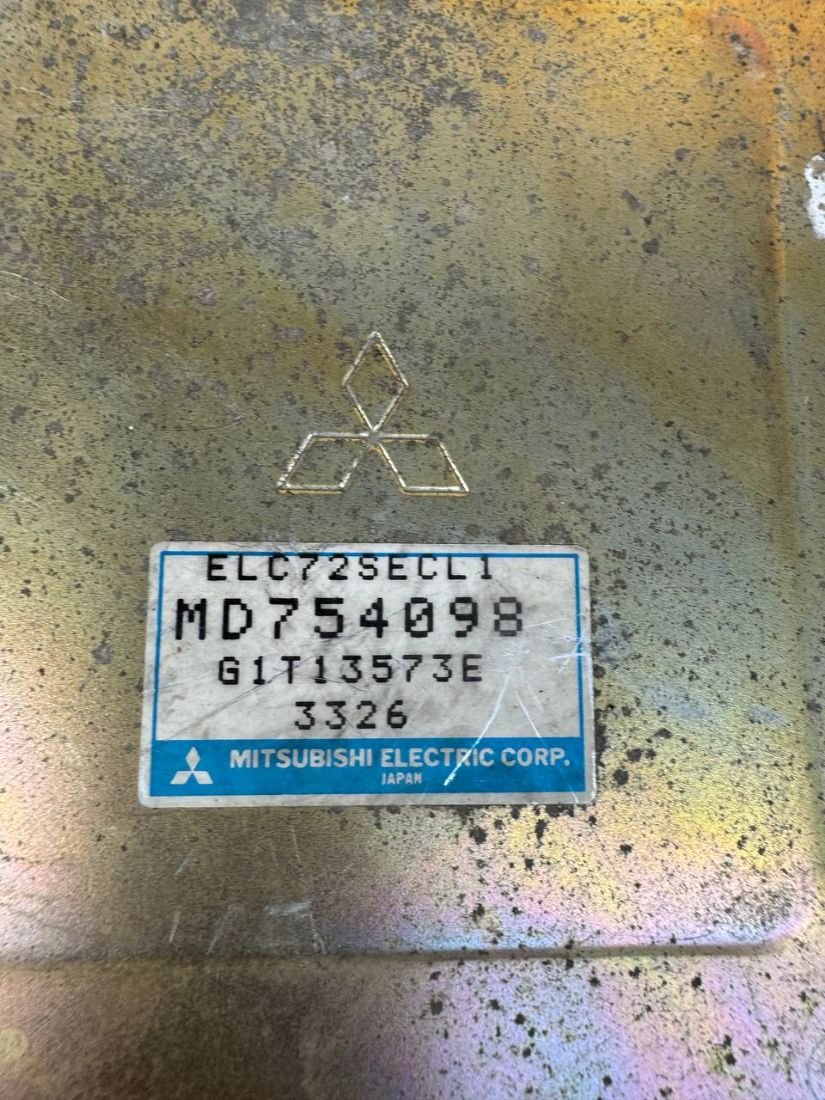 ELC72SECL1
MD754098
G1T13573E
3326
MITSUBISHI ELECTRIC CORP.
JAPAN